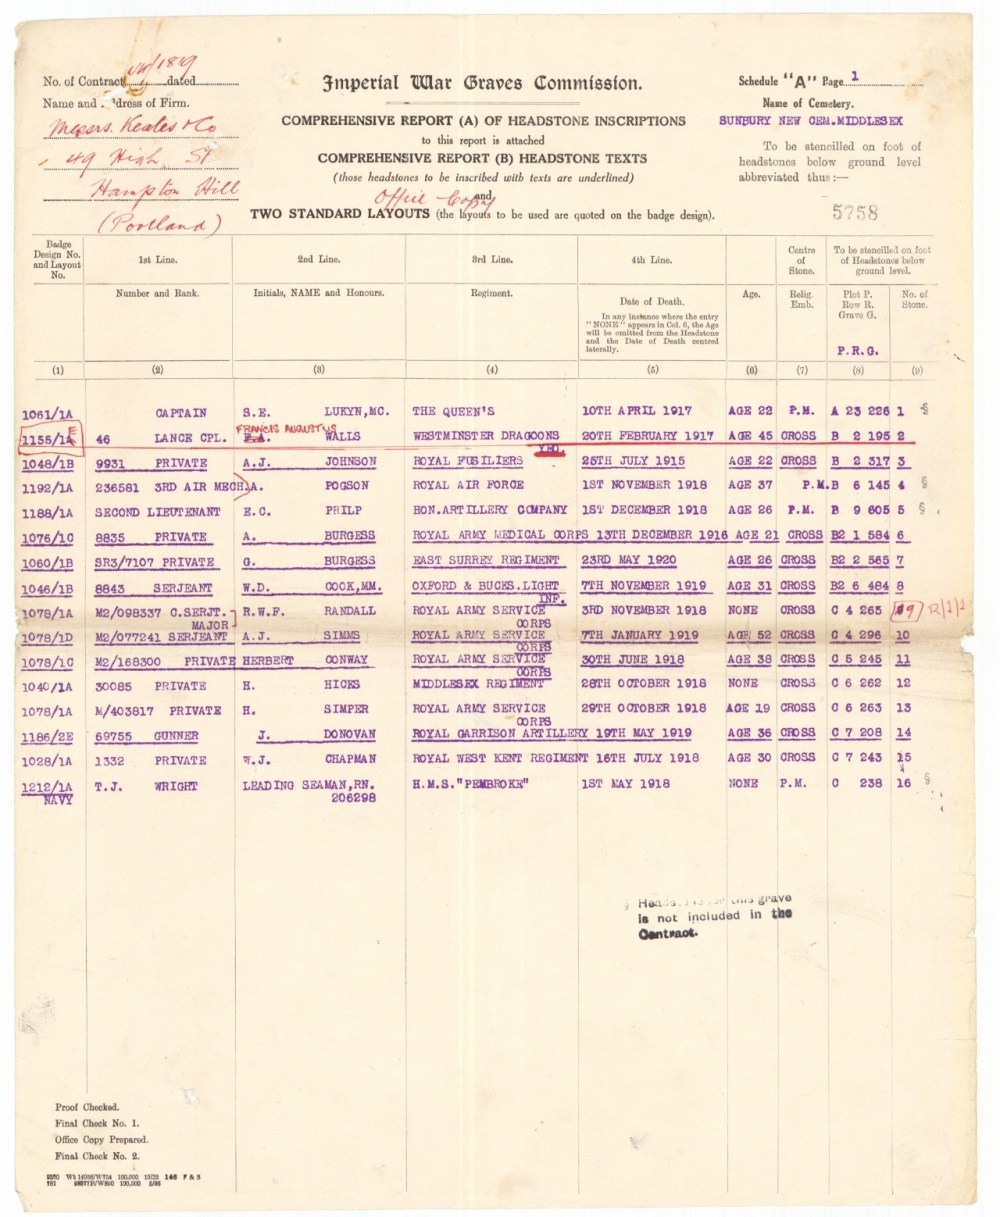 No. of Contract W/1819 dated
Imperial War Graves Commission.
Schedule "A" Page 1
Name and Address of Firm.
Name of Cemetery.
Messrs. Keates & Co
COMPREHENSIVE REPORT (A) OF HEADSTONE INSCRIPTIONS
SUNBURY NEW CEM. MIDDLESEX
to this report is attached
49 High St
COMPREHENSIVE REPORT (B) HEADSTONE TEXTS
To be stencilled on foot of
headstones below ground level
abbreviated thus:—
(those headstones to be inscribed with texts are underlined)
Hampton Hill
Office Copy
and
(Portland)
TWO STANDARD LAYOUTS (the layouts to be used are quoted on the badge design).
5758
Badge Design No. and Layout No.
1st Line.
2nd Line.
3rd Line.
4th Line.
Centre of Stone.
To be stencilled on foot of Headstones below ground level.
Number and Rank.
Initials, NAME and Honours.
Regiment.
Date of Death.
In any instance where the entry "NONE" appears in Col. 6, the Age will be omitted from the Headstone and the Date of Death centred laterally.
Age.
Relig. Emb.
Plot P. Row R. Grave G.
No. of Stone.
P.R.G.
(1) (2) (3) (4) (5) (6) (7) (8) (9)
1061/1A CAPTAIN S.E. LUKYN,MC. THE QUEEN'S 10TH APRIL 1917 AGE 22 P.M. A 23 226 1 §
FRANCIS AUGUSTUS
1155/1A E 46 LANCE CPL. F.A. WALLS WESTMINSTER DRAGOONS 20TH FEBRUARY 1917 AGE 45 CROSS B 2 195 2
YEO.
1048/1B 9931 PRIVATE A.J. JOHNSON ROYAL FUSILIERS 25TH JULY 1915 AGE 22 CROSS B 2 317 3
1192/1A 236581 3RD AIR MECH. A. POGSON ROYAL AIR FORCE 1ST NOVEMBER 1918 AGE 37 P.M. B 6 145 4 §
1188/1A SECOND LIEUTENANT E.C. PHILP HON.ARTILLERY COMPANY 1ST DECEMBER 1918 AGE 26 P.M. B 9 605 5 §
1076/1C 8835 PRIVATE A. BURGESS ROYAL ARMY MEDICAL CORPS 13TH DECEMBER 1916 AGE 21 CROSS B2 1 584 6
1060/1B SR3/7107 PRIVATE G. BURGESS EAST SURREY REGIMENT 23RD MAY 1920 AGE 26 CROSS B2 2 565 7
1046/1B 8843 SERJEANT W.D. COOK,MM. OXFORD & BUCKS.LIGHT 7TH NOVEMBER 1919 AGE 31 CROSS B2 6 484 8
INF.
1078/1A M2/098337 C.SERJT. R.W.F. RANDALL ROYAL ARMY SERVICE 3RD NOVEMBER 1918 NONE CROSS C 4 265 9
MAJOR CORPS
1078/1D M2/077241 SERJEANT A.J. SIMMS ROYAL ARMY SERVICE 7TH JANUARY 1919 AGE 52 CROSS C 4 296 10
CORPS
1078/1C M2/168300 PRIVATE HERBERT CONWAY ROYAL ARMY SERVICE 30TH JUNE 1918 AGE 38 CROSS C 5 245 11
CORPS
1040/1A 30085 PRIVATE H. HICKS MIDDLESEX REGIMENT 28TH OCTOBER 1918 NONE CROSS C 6 262 12
1078/1A M/403817 PRIVATE H. SIMPER ROYAL ARMY SERVICE 29TH OCTOBER 1918 AGE 19 CROSS C 6 263 13
CORPS
1186/2E 69755 GUNNER J. DONOVAN ROYAL GARRISON ARTILLERY 19TH MAY 1919 AGE 36 CROSS C 7 208 14
1028/1A 1332 PRIVATE W.J. CHAPMAN ROYAL WEST KENT REGIMENT 16TH JULY 1918 AGE 30 CROSS C 7 243 15
1212/1A T.J. WRIGHT LEADING SEAMAN,RN. H.M.S."PEMBROKE" 1ST MAY 1918 NONE P.M. C 238 16 §
NAVY 206298
§ Headstone for this grave
is not included in the
Contract.
Proof Checked.
Final Check No. 1.
Office Copy Prepared.
Final Check No. 2.
100,000 10/25 146 F & S